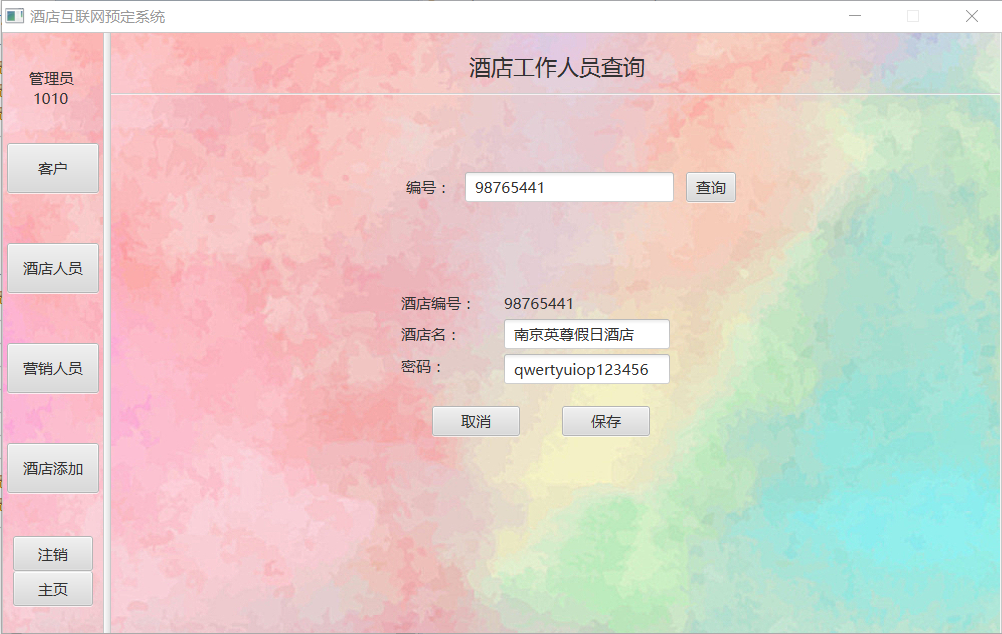 酒店互联网预定系统
管理员
1010
客户
酒店人员
营销人员
酒店添加
注销
主页
酒店工作人员查询
编号： 98765441 查询
酒店编号： 98765441
酒店名： 南京英尊假日酒店
密码： qwertyuiop123456
取消 保存